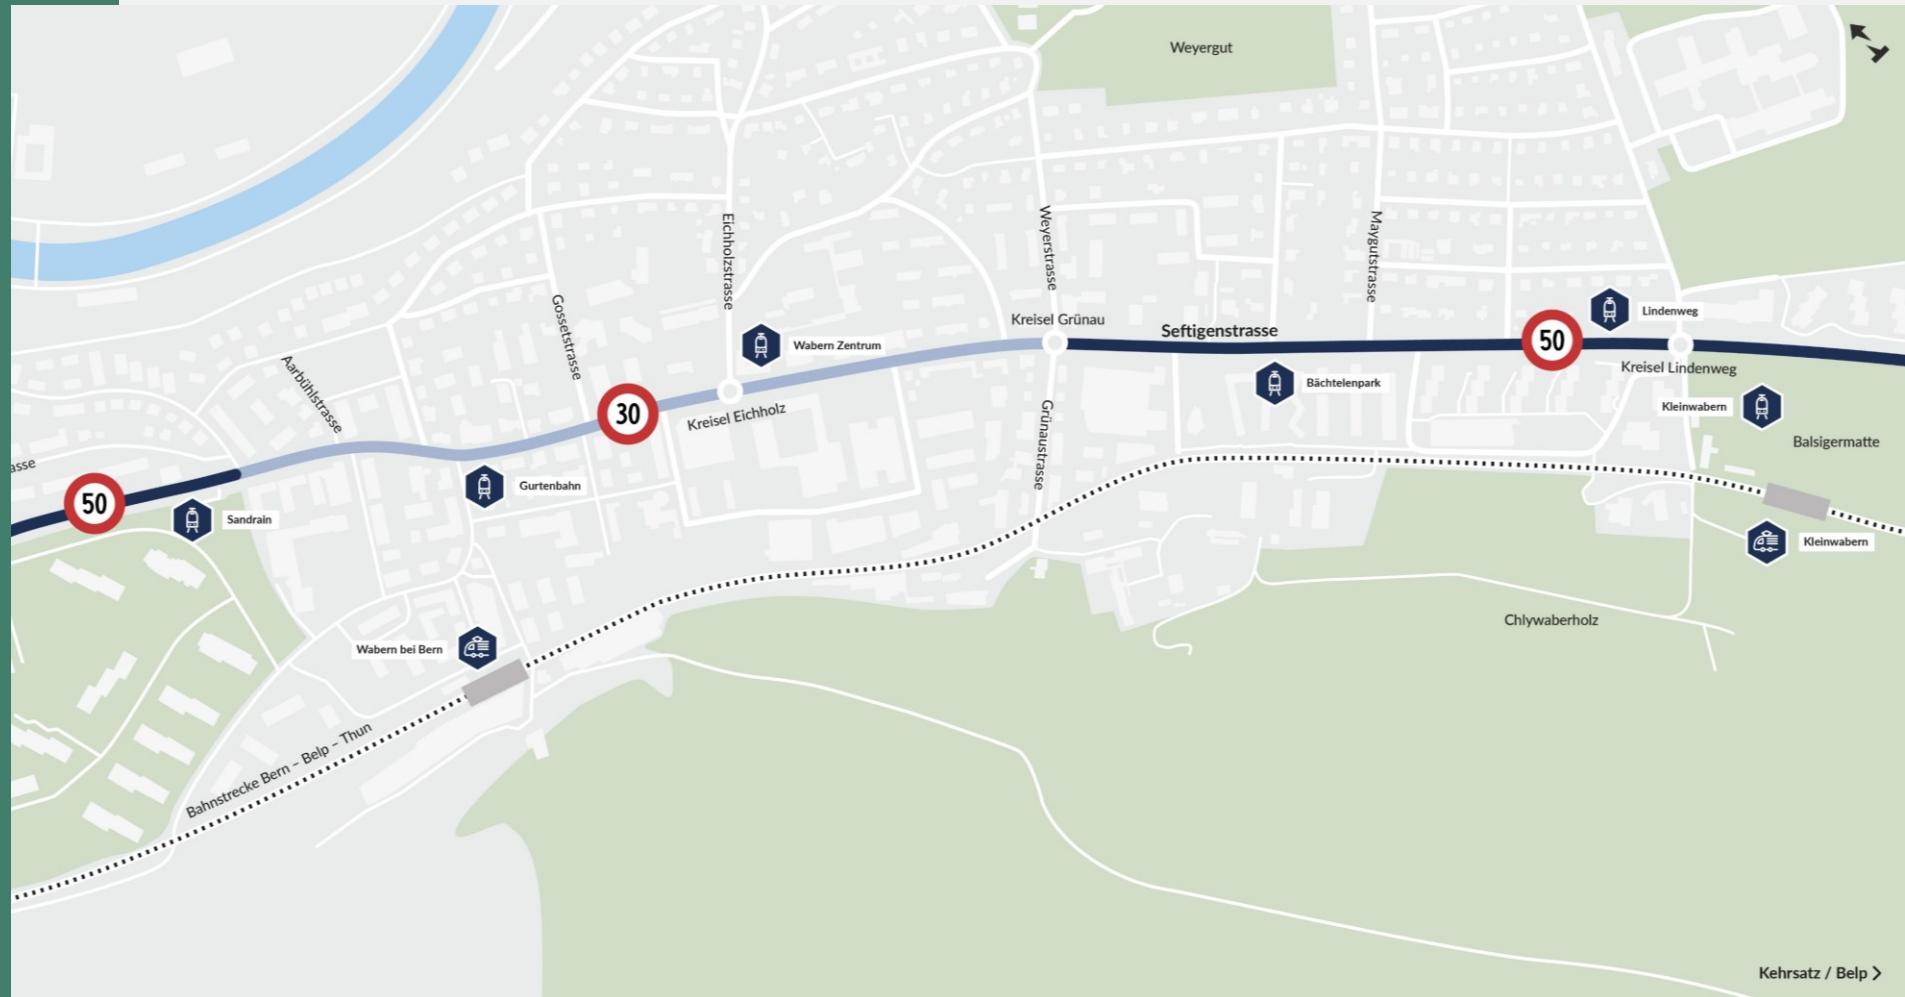 Weyergut
Eichholzstrasse
Weyerstrasse
Maygutstrasse
Gossetstrasse
Lindenweg
Kreisel Grünau
Seftigenstrasse
50
Wabern Zentrum
Aarbühlstrasse
Kreisel Lindenweg
Bächtelenpark
30
Kreisel Eichholz
Kleinwabern
Grünaustrasse
Balsigermatte
asse
Gurtenbahn
50
Sandrain
Kleinwabern
Chlywaberholz
Wabern bei Bern
Bahnstrecke Bern – Belp – Thun
Kehrsatz / Belp >